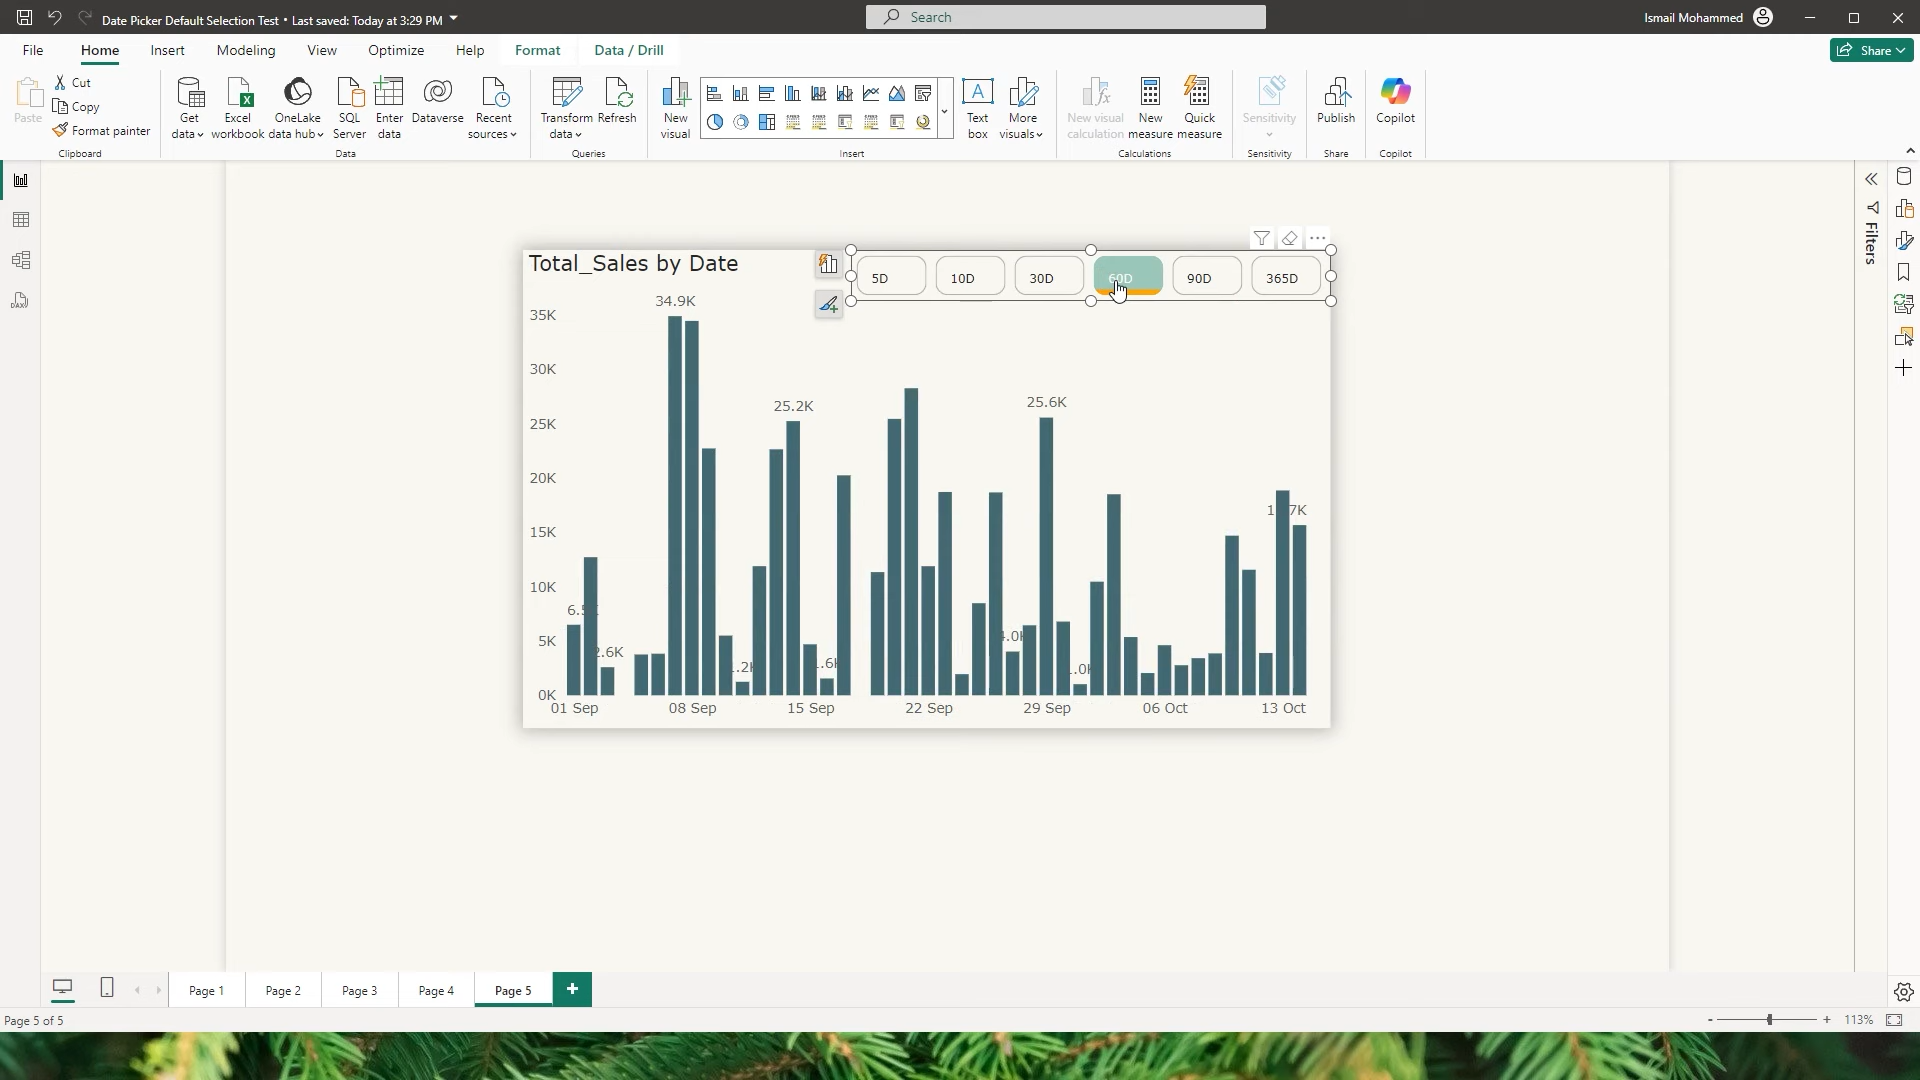 Date Picker Default Selection Test • Last saved: Today at 3:29 PM
Search
Ismail Mohammed
File
Home
Insert
Modeling
View
Optimize
Help
Format
Data / Drill
Share
Paste
Cut
Copy
Format painter
Clipboard
Get data
Excel workbook
OneLake data hub
SQL Server
Enter data
Dataverse
Recent sources
Data
Transform data
Refresh
Queries
New visual
Text box
More visuals
Insert
New visual calculation
New measure
Quick measure
Calculations
Sensitivity
Sensitivity
Publish
Share
Copilot
Copilot
Filters
Total_Sales by Date
5D
10D
30D
60D
90D
365D
35K
30K
25K
20K
15K
10K
5K
0K
34.9K
25.2K
25.6K
2.6K
01 Sep
08 Sep
15 Sep
22 Sep
29 Sep
06 Oct
13 Oct
Page 1
Page 2
Page 3
Page 4
Page 5
+
Page 5 of 5
- + 113%